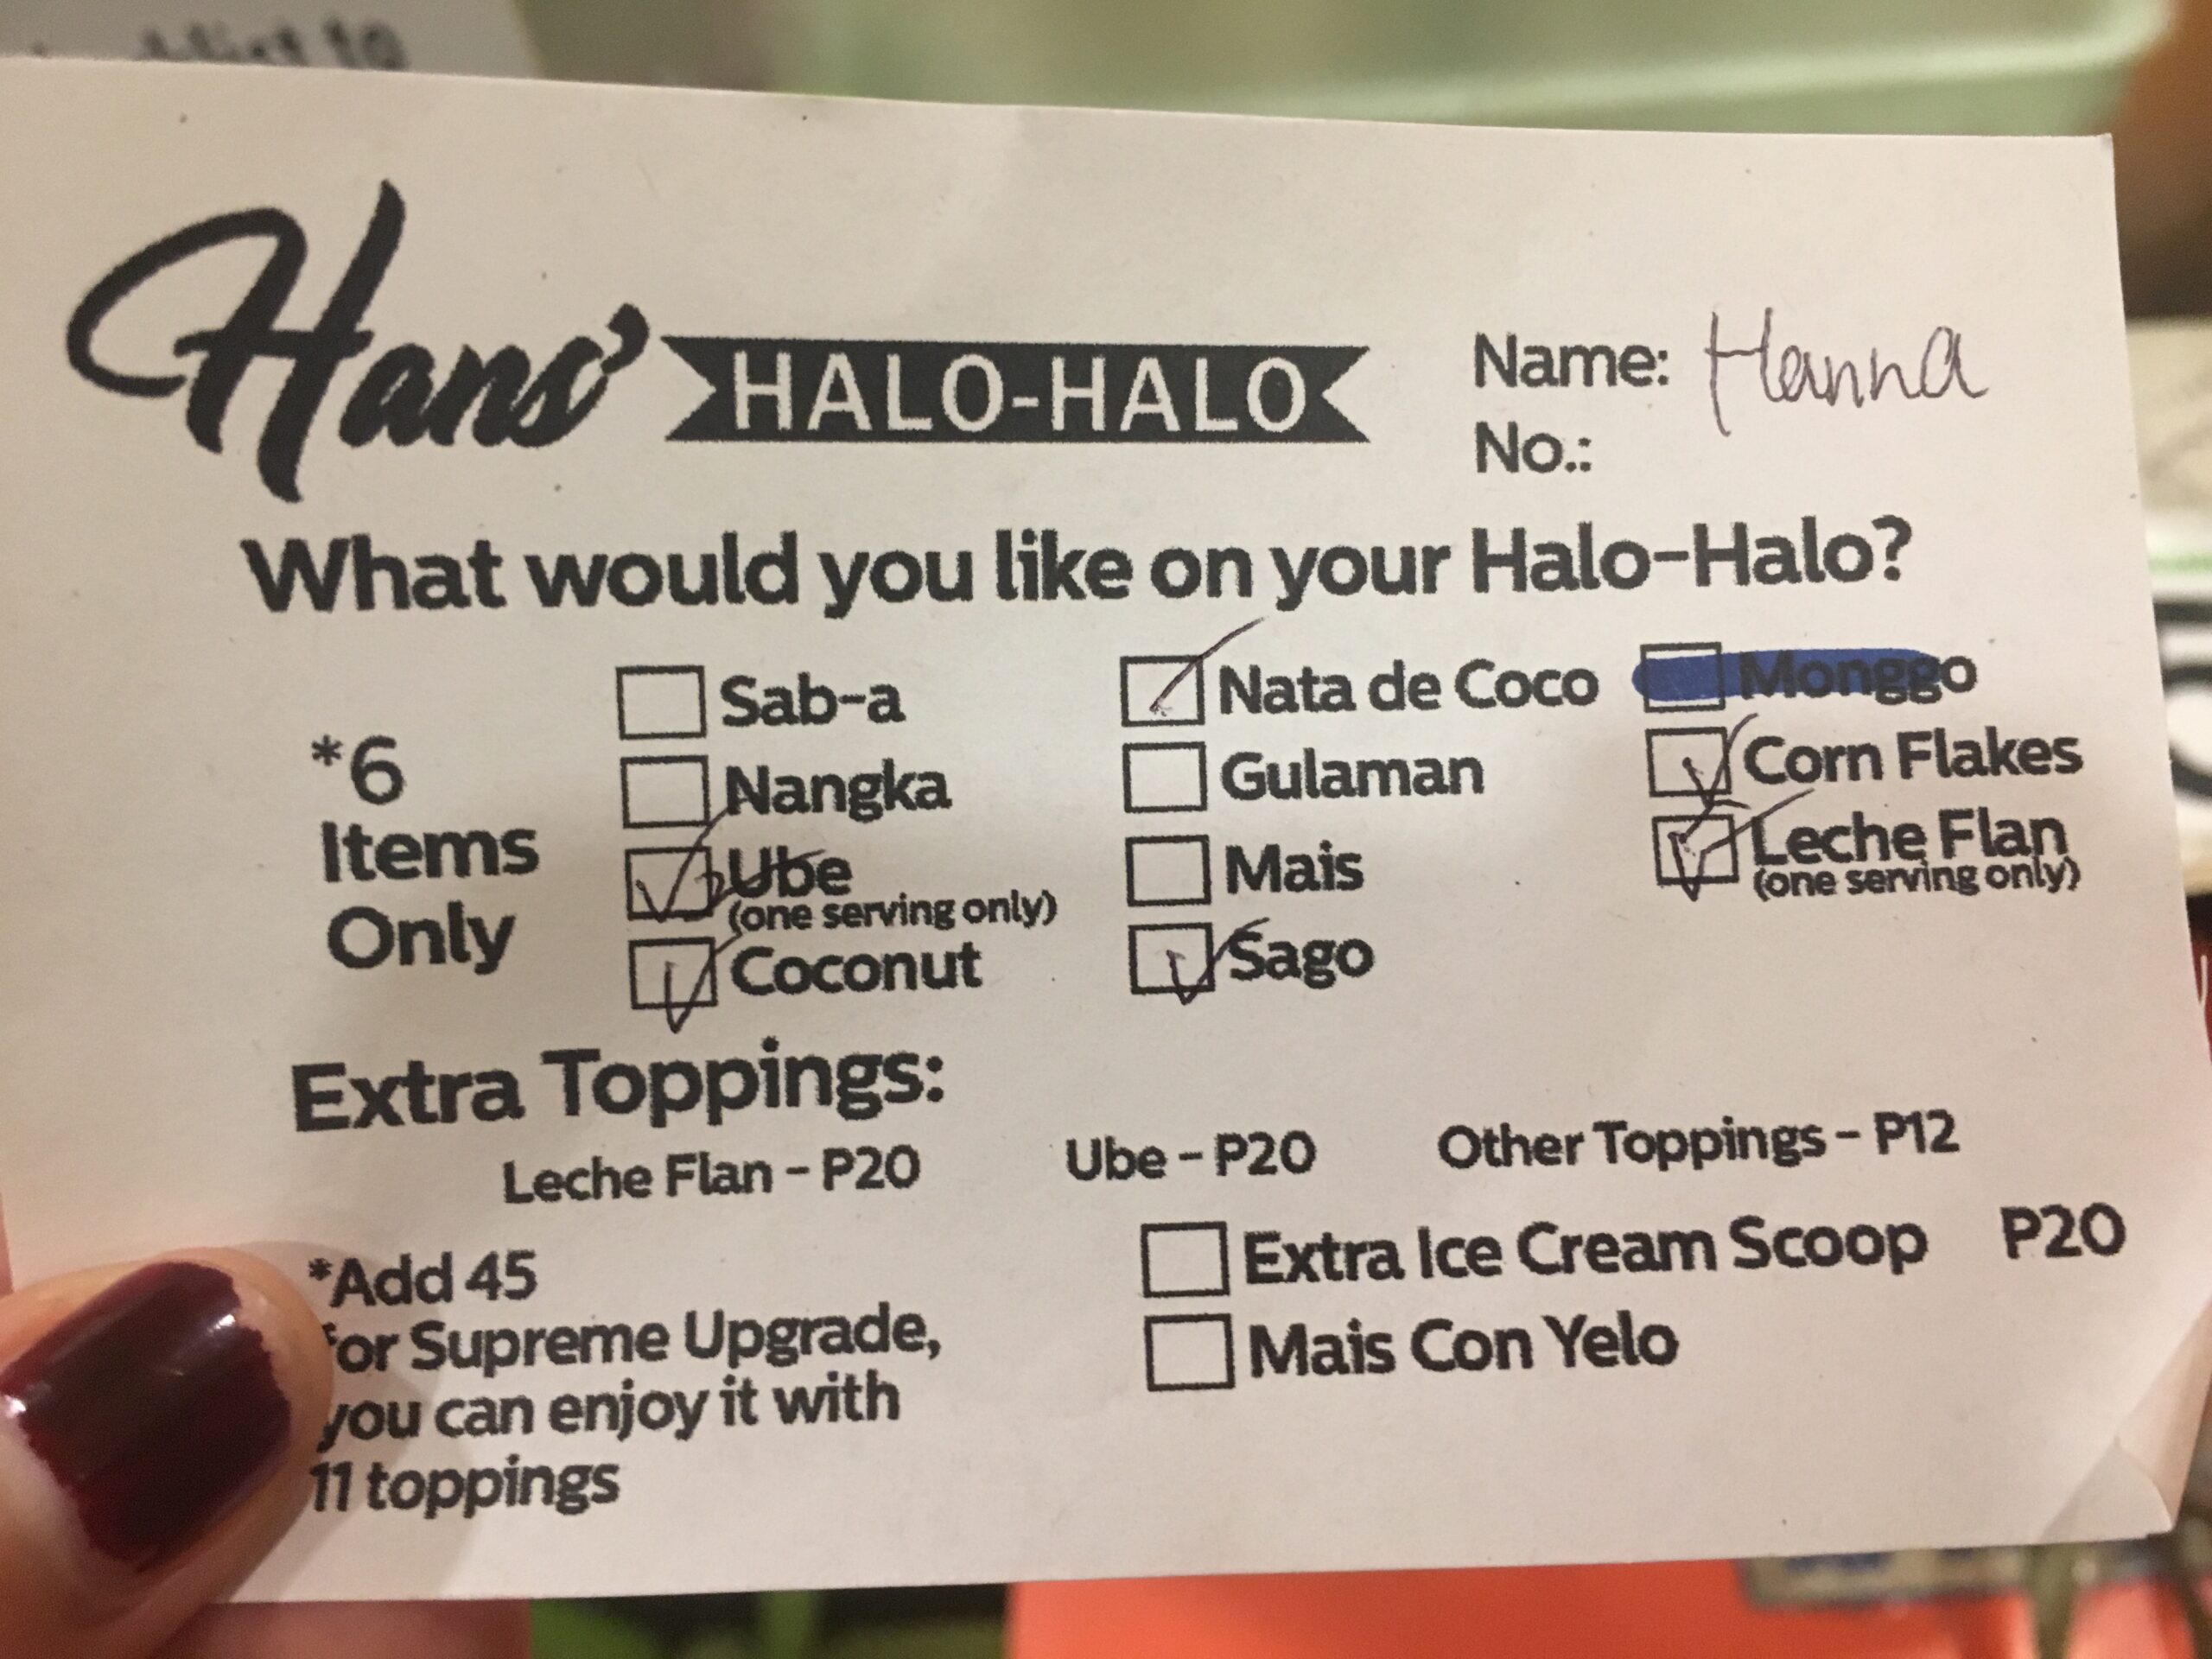 Hans' HALO-HALO
Name: Hanna
No.:
What would you like on your Halo-Halo?
*6
Items
Only
Sab-a
Nangka
Ube
(one serving only)
Coconut
Nata de Coco
Gulaman
Mais
Sago
Monggo
Corn Flakes
Leche Flan
(one serving only)
Extra Toppings:
Leche Flan - P20 Ube - P20 Other Toppings - P12
*Add 45
for Supreme Upgrade,
you can enjoy it with
11 toppings
Extra Ice Cream Scoop P20
Mais Con Yelo